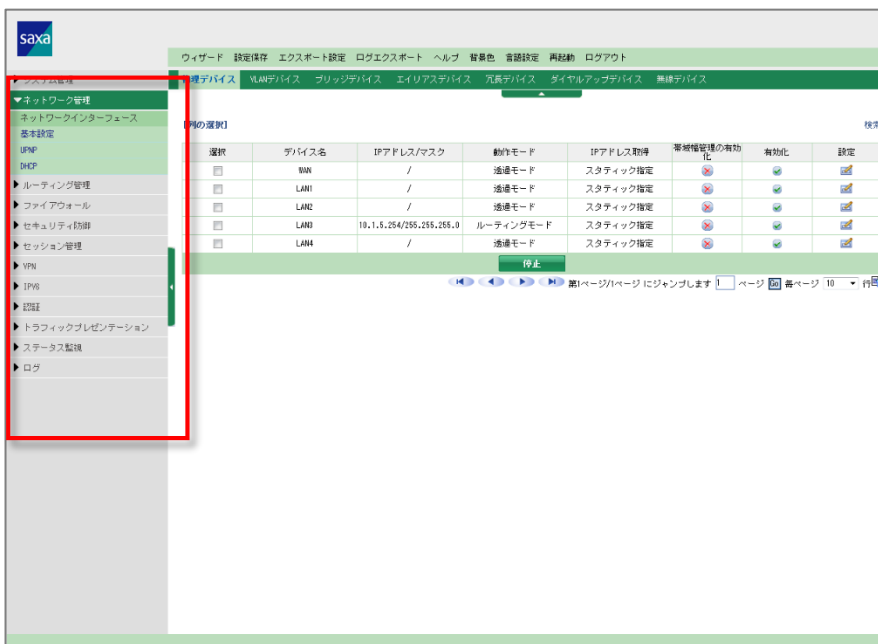 saxa
ウィザード 設定保存 エクスポート設定 ログエクスポート ヘルプ 背景色 言語設定 再起動 ログアウト
理デバイス VLANデバイス ブリッジデバイス エイリアスデバイス 冗長デバイス ダイヤルアップデバイス 無線デバイス
▶システム管理
▼ネットワーク管理
ネットワークインターフェース
基本設定
UPNP
DHCP
▶ルーティング管理
▶ファイアウォール
▶セキュリティ防御
▶セッション管理
▶VPN
▶IPV6
▶認証
▶トラフィックプレゼンテーション
▶ステータス監視
▶ログ
列の選択] 検索
選択 デバイス名 IPアドレス/マスク 動作モード IPアドレス取得 帯域幅管理の有効化 有効化 設定
WAN / 透過モード スタティック指定
LAN1 / 透過モード スタティック指定
LAN2 / 透過モード スタティック指定
LAN3 10.1.5.254/255.255.255.0 ルーティングモード スタティック指定
LAN4 / 透過モード スタティック指定
停止
第1ページ/1ページ にジャンプします 1 ページ Go 毎ページ 10 行